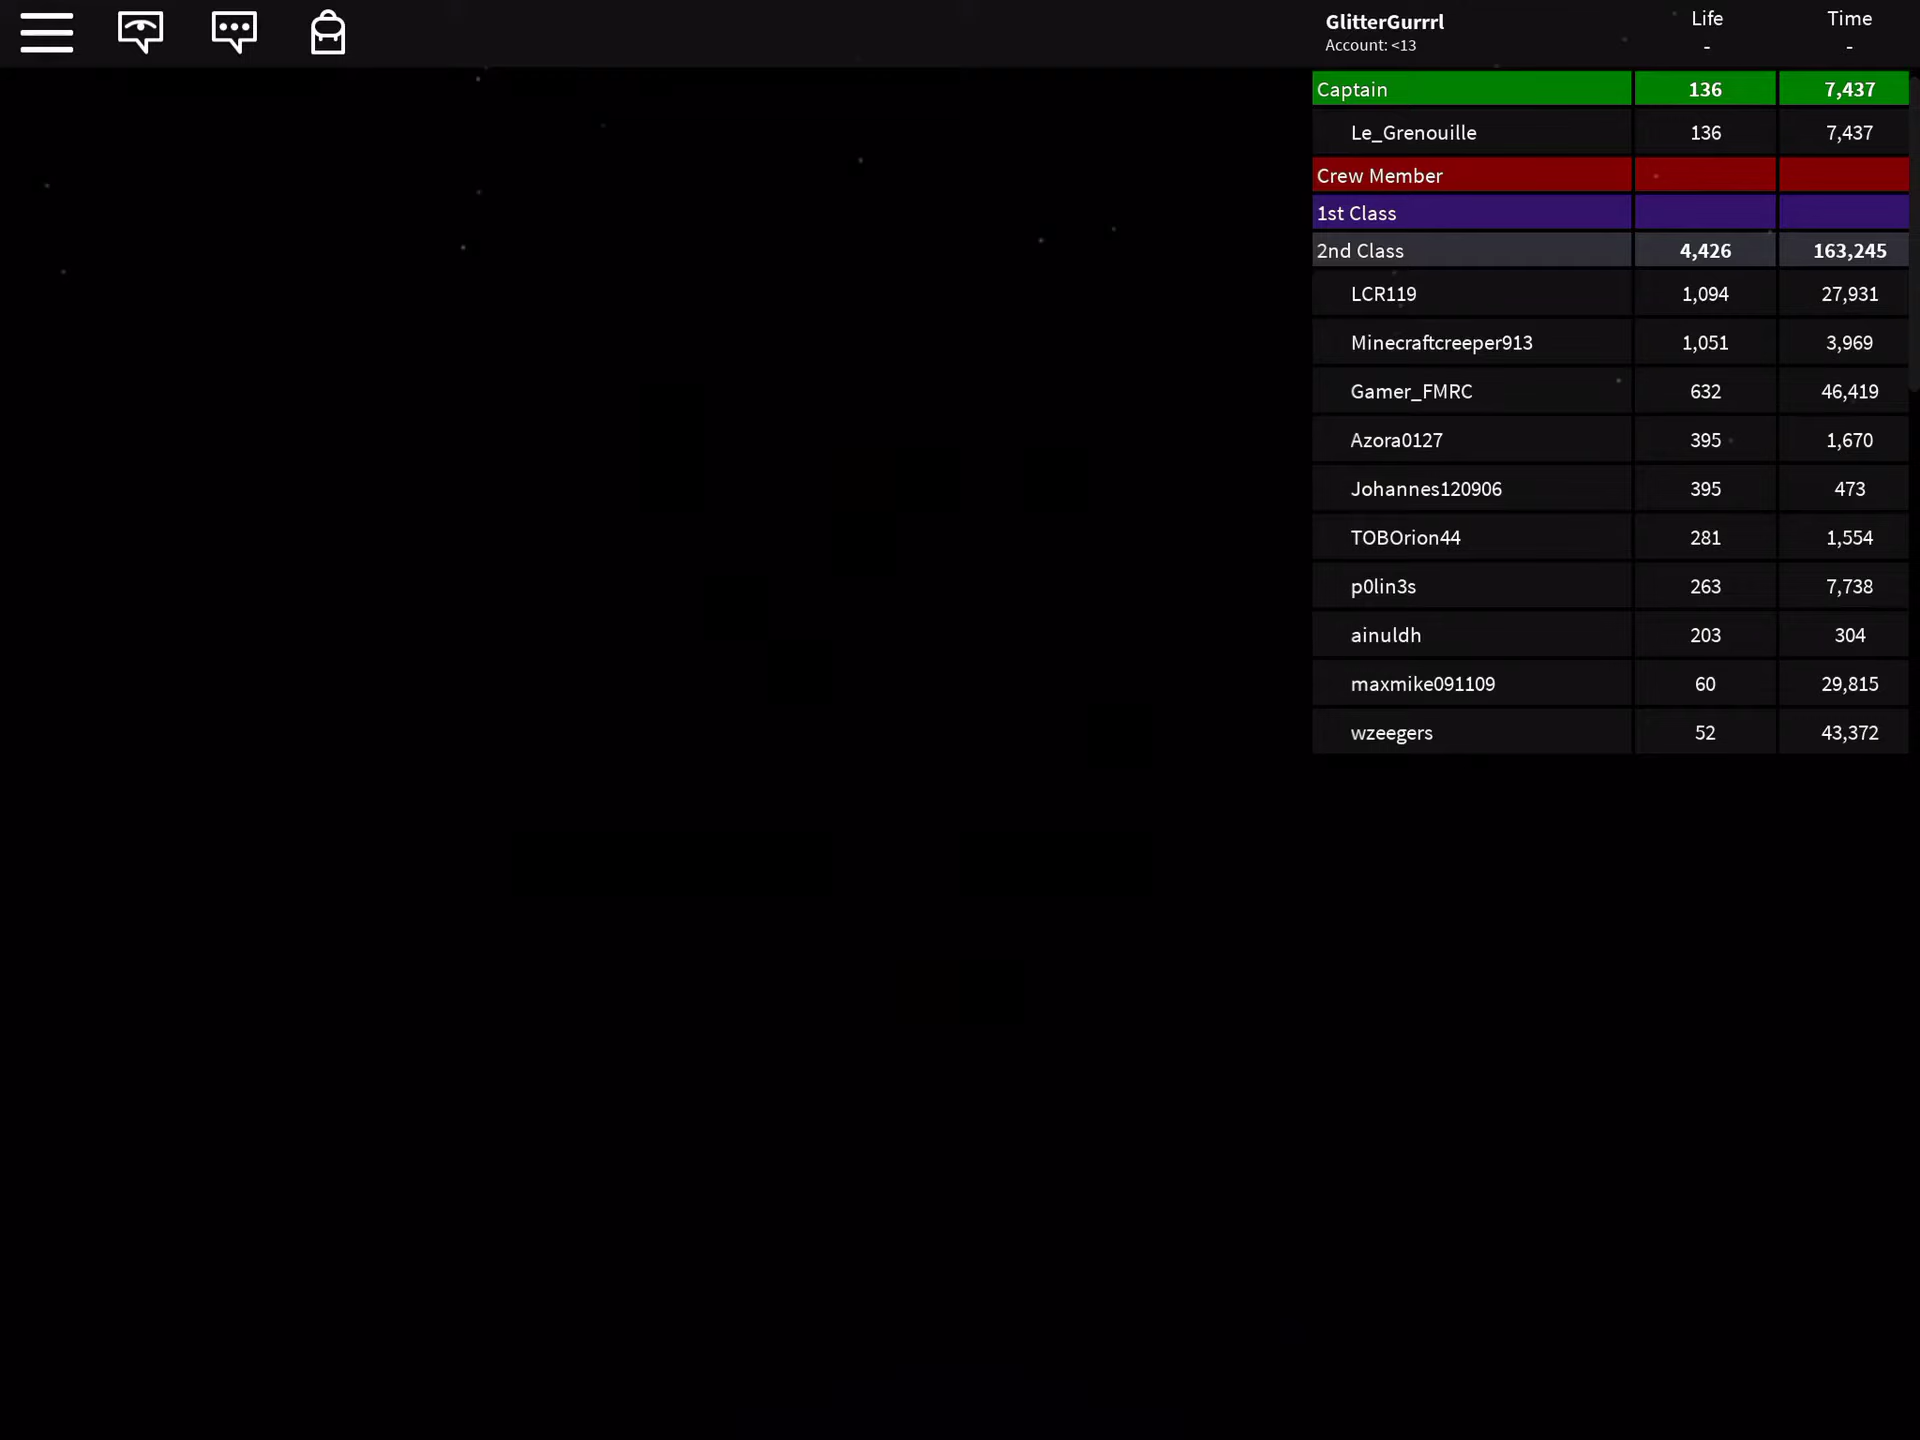 GlitterGurrrl Life Time
Account: <13 - -
Captain 136 7,437
Le_Grenouille 136 7,437
Crew Member
1st Class
2nd Class 4,426 163,245
LCR119 1,094 27,931
Minecraftcreeper913 1,051 3,969
Gamer_FMRC 632 46,419
Azora0127 395 1,670
Johannes120906 395 473
TOBOrion44 281 1,554
p0lin3s 263 7,738
ainuldh 203 304
maxmike091109 60 29,815
wzeegers 52 43,372